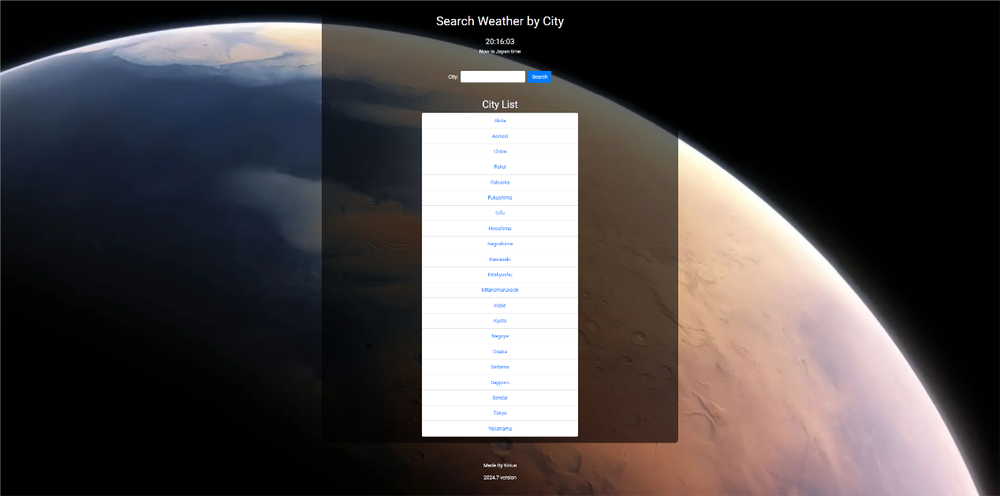 Search Weather by City
20:16:03
Now is Japan time
City:
Search
City List
Akita
Aomori
Chiba
Fukui
Fukuoka
Fukushima
Gifu
Hiroshima
Kagoshima
Kawasaki
Kitakyushu
Kitanomarukoen
Kobe
Kyoto
Nagoya
Osaka
Saitama
Sapporo
Sendai
Tokyo
Yokohama
Made By Kirius
2024.7 version